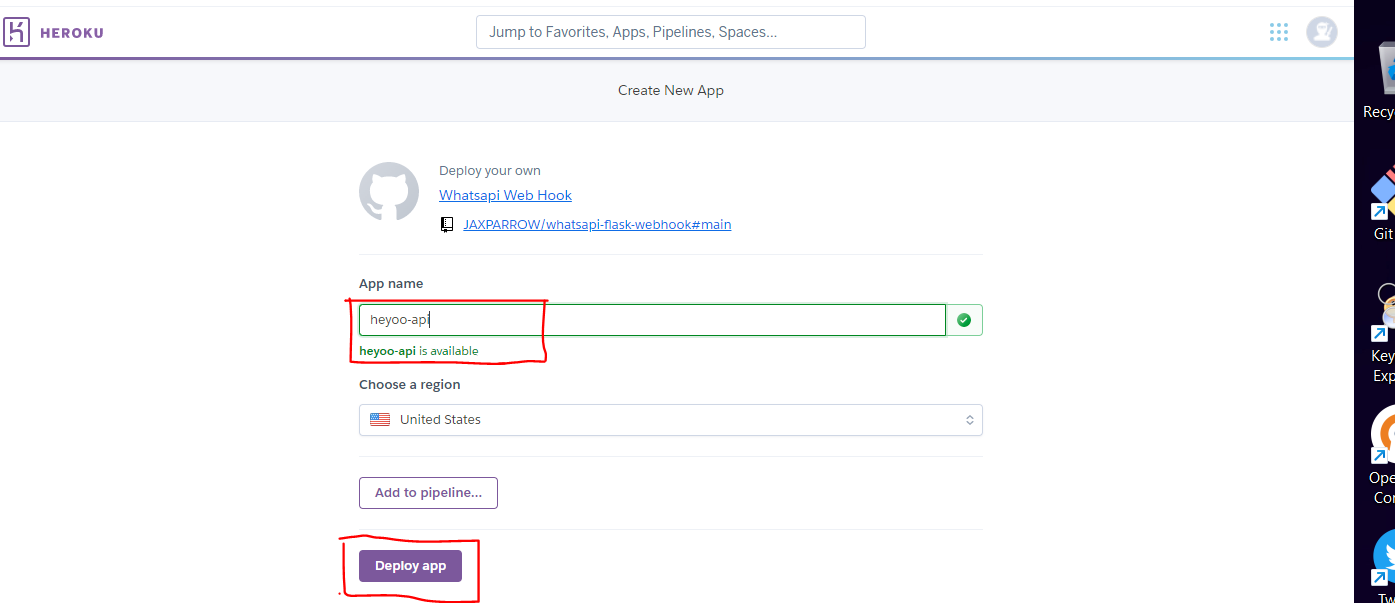 HEROKU
Jump to Favorites, Apps, Pipelines, Spaces...
Create New App
Deploy your own
Whatsapi Web Hook
JAXPARROW/whatsapi-flask-webhook#main
App name
heyoo-api
heyoo-api is available
Choose a region
United States
Add to pipeline...
Deploy app
Recy
Git
Key
Exp
Ope
Cor
Tw